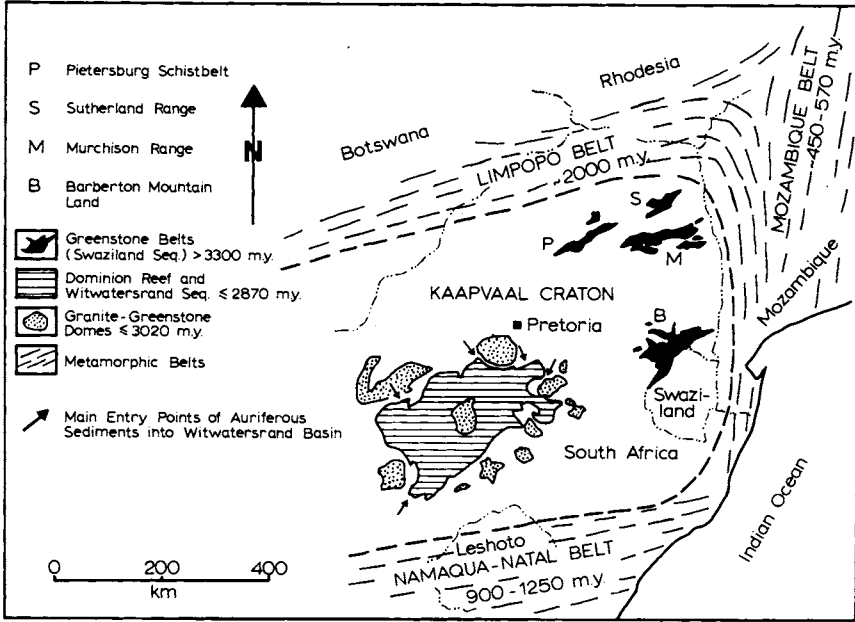 P Pietersburg Schistbelt
S Sutherland Range
M Murchison Range
B Barberton Mountain
Land
Greenstone Belts
(Swaziland Seq.) > 3300 m.y.
Dominion Reef and
Witwatersrand Seq. ≤ 2870 m.y.
Granite-Greenstone
Domes ≤ 3020 m.y.
Metamorphic Belts
Main Entry Points of Auriferous
Sediments into Witwatersrand Basin
0 200 400
km
N
Botswana
Rhodesia
LIMPOPO BELT
~2000 m.y.
MOZAMBIQUE BELT
450-570 m.y.
Mozambique
S
P
M
KAAPVAAL CRATON
Pretoria
B
Swazi-
land
South Africa
Indian Ocean
Leshoto
NAMAQUA-NATAL BELT
900-1250 m.y.